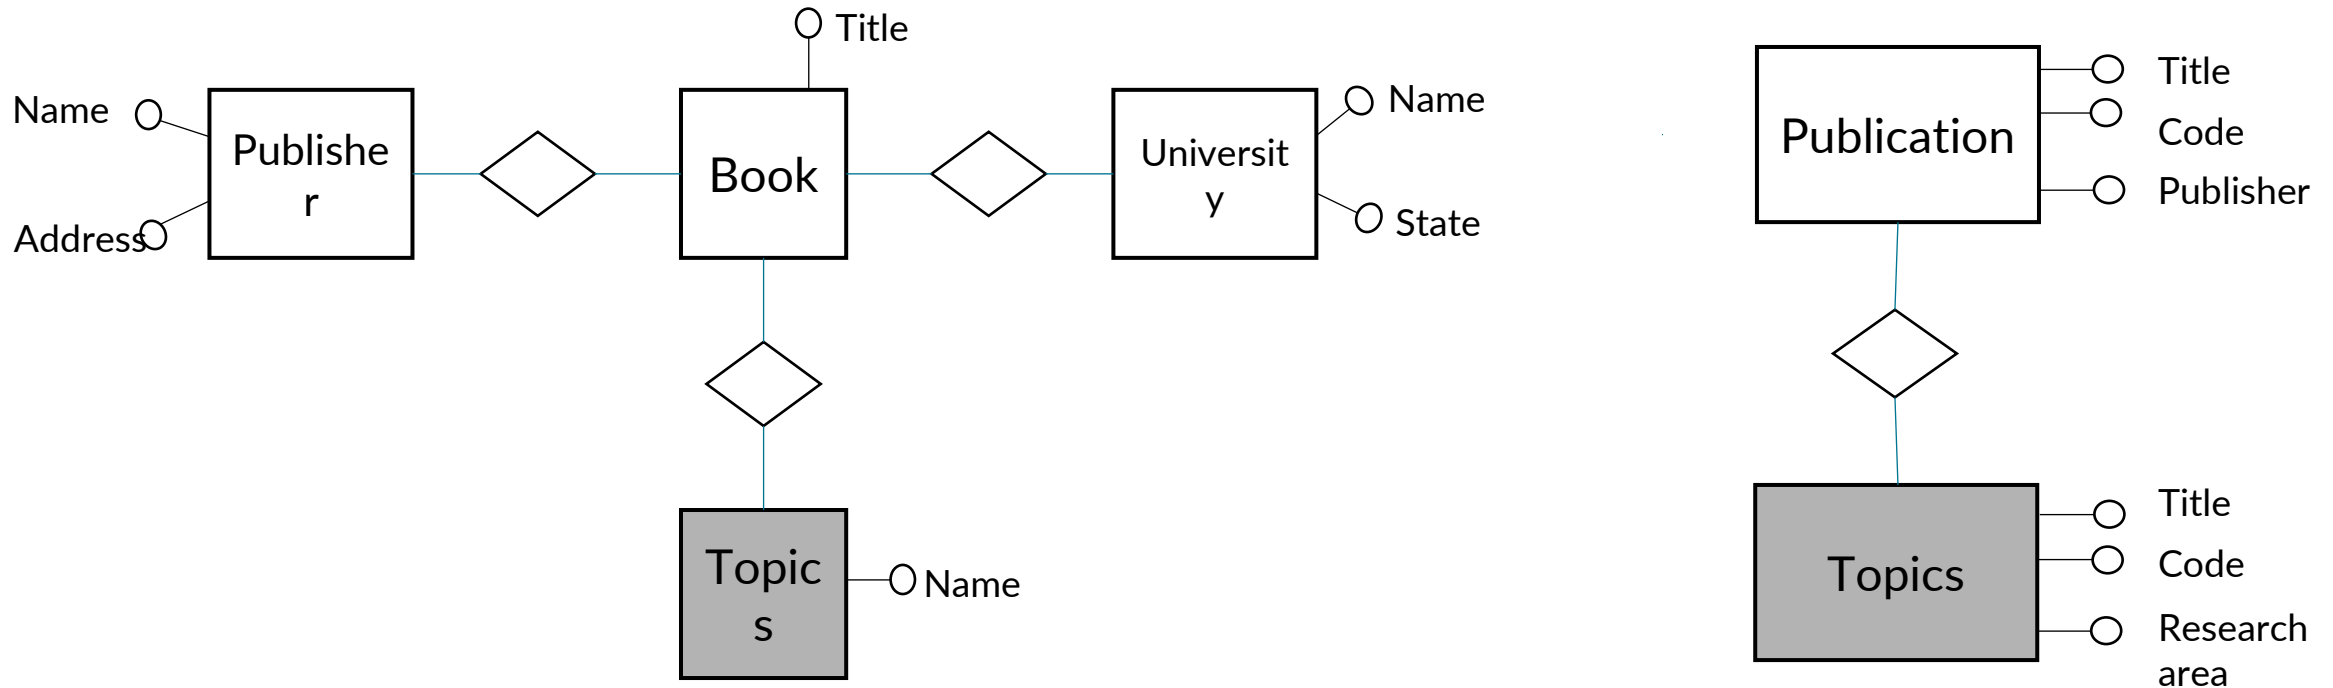 Title
Name
Publishe
r
Address
Book
Universit
y
Name
State
Topic
s
Name
Publication
Title
Code
Publisher
Topics
Title
Code
Research
area